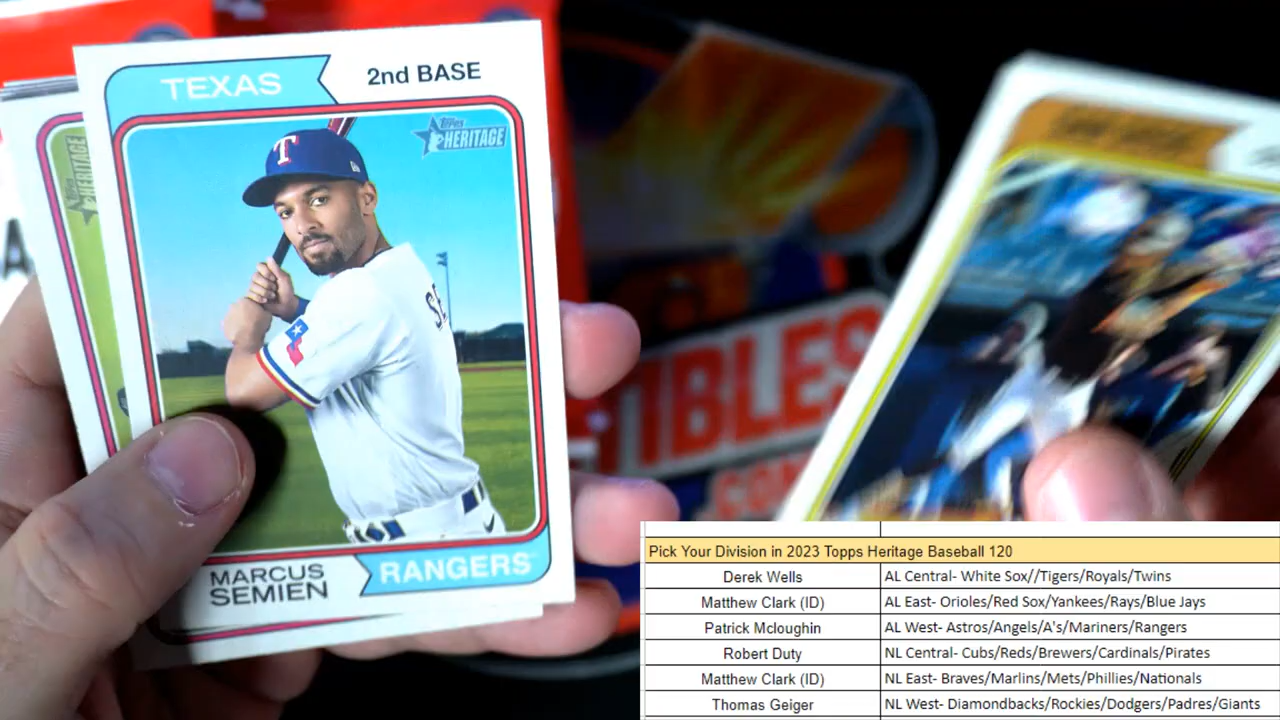 TEXAS
2nd BASE
Topps
HERITAGE
HERITAGE
T
SE
MARCUS
SEMIEN
RANGERS
TIBLES
COM
Pick Your Division in 2023 Topps Heritage Baseball 120
Derek Wells AL Central- White Sox//Tigers/Royals/Twins
Matthew Clark (ID) AL East- Orioles/Red Sox/Yankees/Rays/Blue Jays
Patrick Mcloughin AL West- Astros/Angels/A's/Mariners/Rangers
Robert Duty NL Central- Cubs/Reds/Brewers/Cardinals/Pirates
Matthew Clark (ID) NL East- Braves/Marlins/Mets/Phillies/Nationals
Thomas Geiger NL West- Diamondbacks/Rockies/Dodgers/Padres/Giants